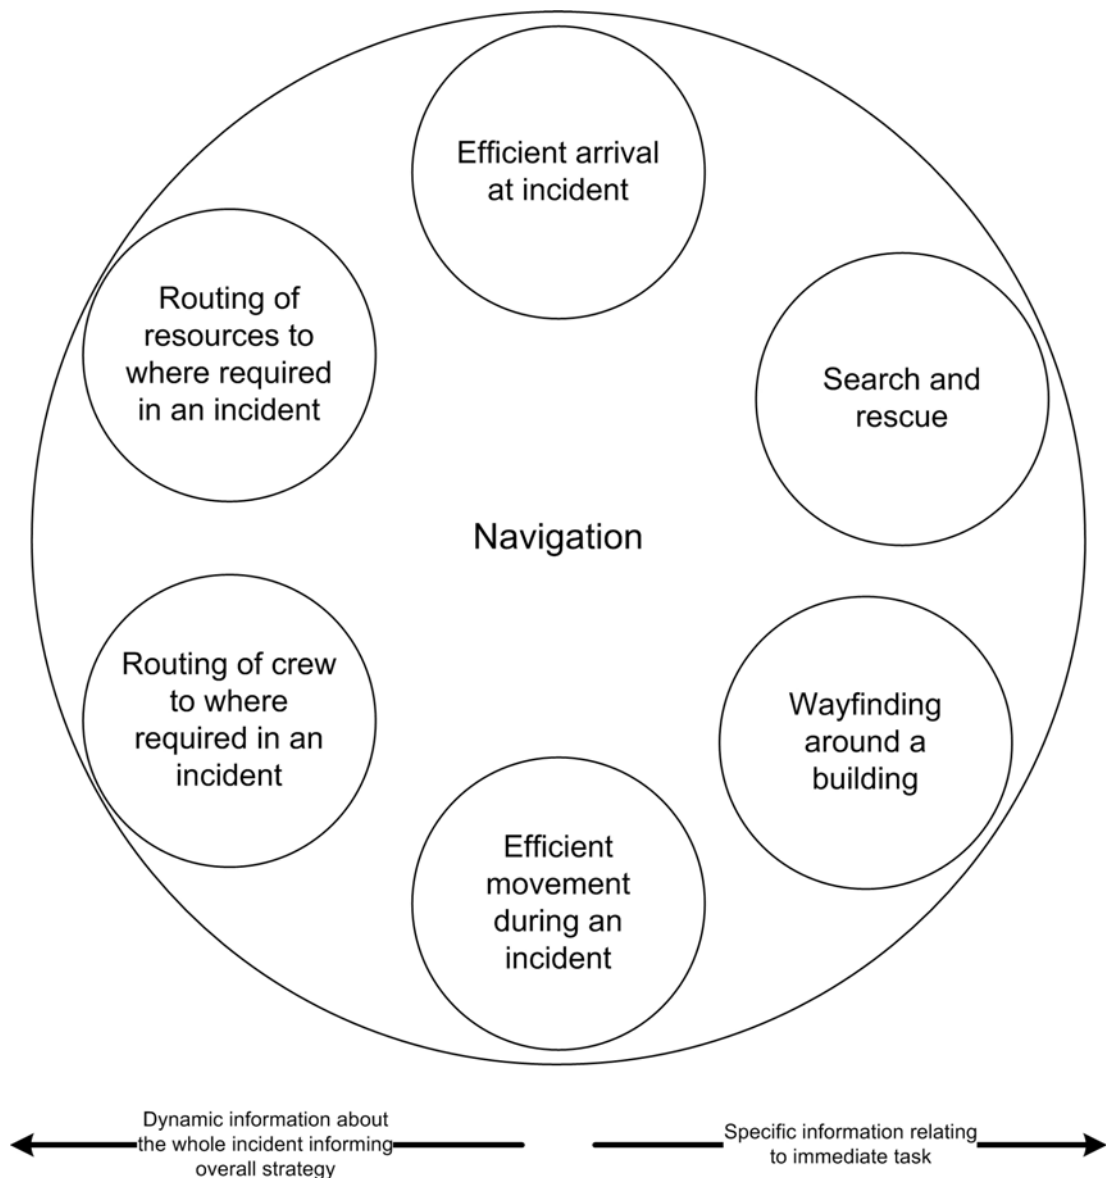 Efficient arrival
at incident
Routing of
resources to
where required
in an incident
Search and
rescue
Navigation
Routing of crew
to where
required in an
incident
Wayfinding
around a
building
Efficient
movement
during an
incident
Dynamic information about
the whole incident informing
overall strategy
Specific information relating
to immediate task